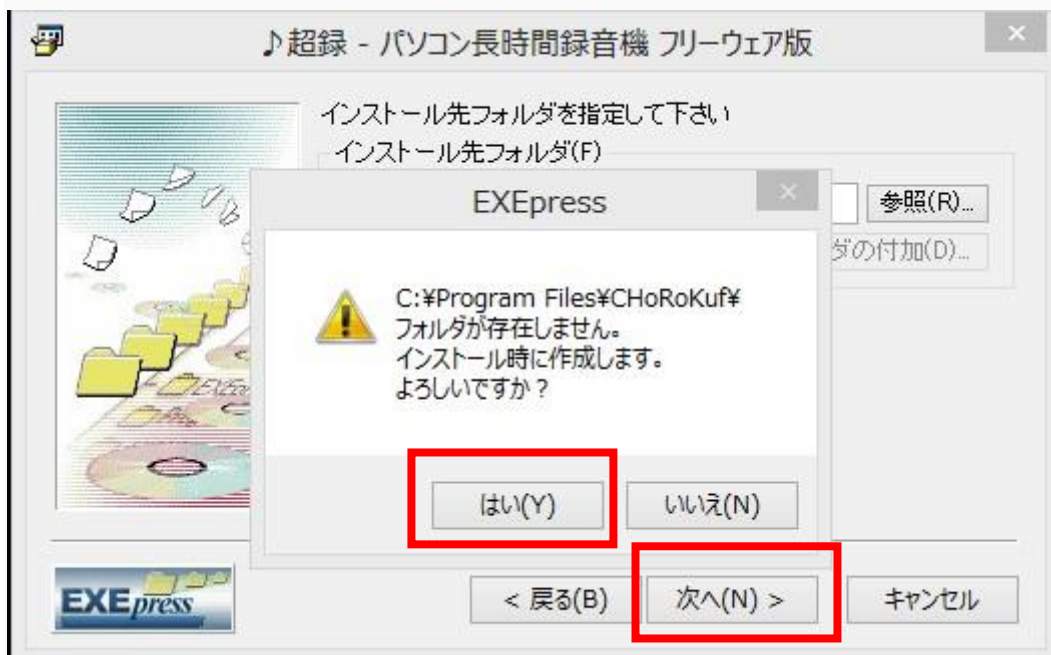 ♪超録 - パソコン長時間録音機 フリーウェア版
インストール先フォルダを指定して下さい
インストール先フォルダ(F)
参照(R)...
ダの付加(D)...
EXEpress
C:¥Program Files¥CHoRoKuf¥
フォルダが存在しません。
インストール時に作成します。
よろしいですか？
はい(Y)
いいえ(N)
EXEpress
< 戻る(B)
次へ(N) >
キャンセル